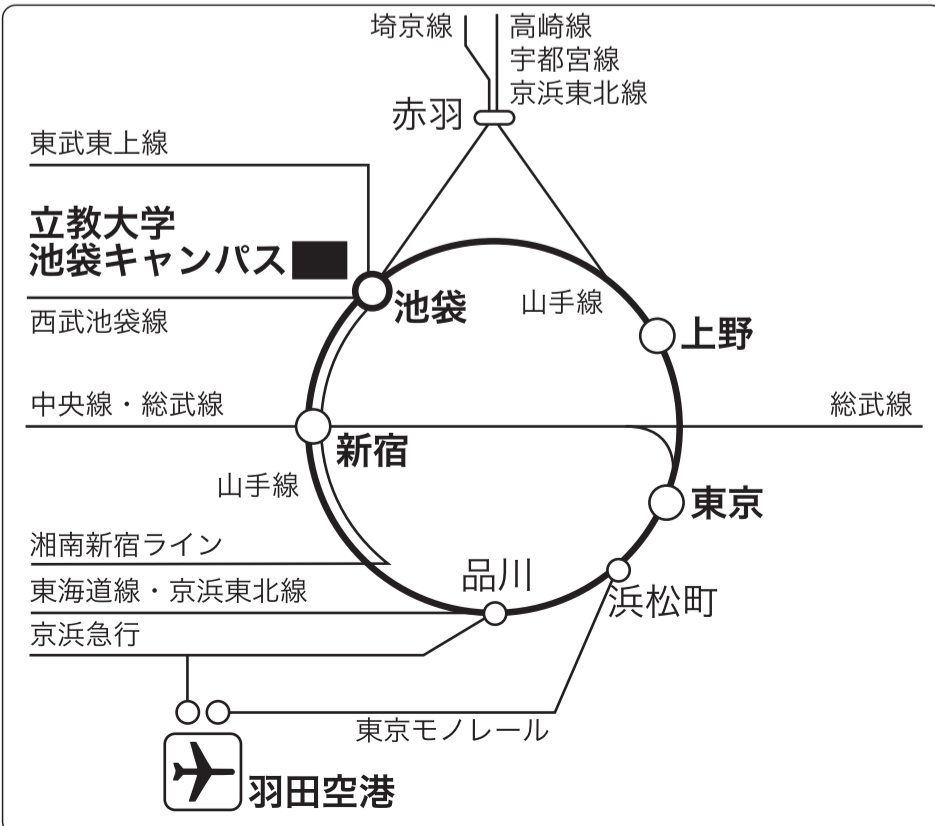 埼京線
高崎線
宇都宮線
京浜東北線
赤羽
東武東上線
立教大学
池袋キャンパス
池袋
山手線
上野
西武池袋線
中央線・総武線
総武線
新宿
山手線
東京
湘南新宿ライン
品川
東海道線・京浜東北線
浜松町
京浜急行
東京モノレール
羽田空港